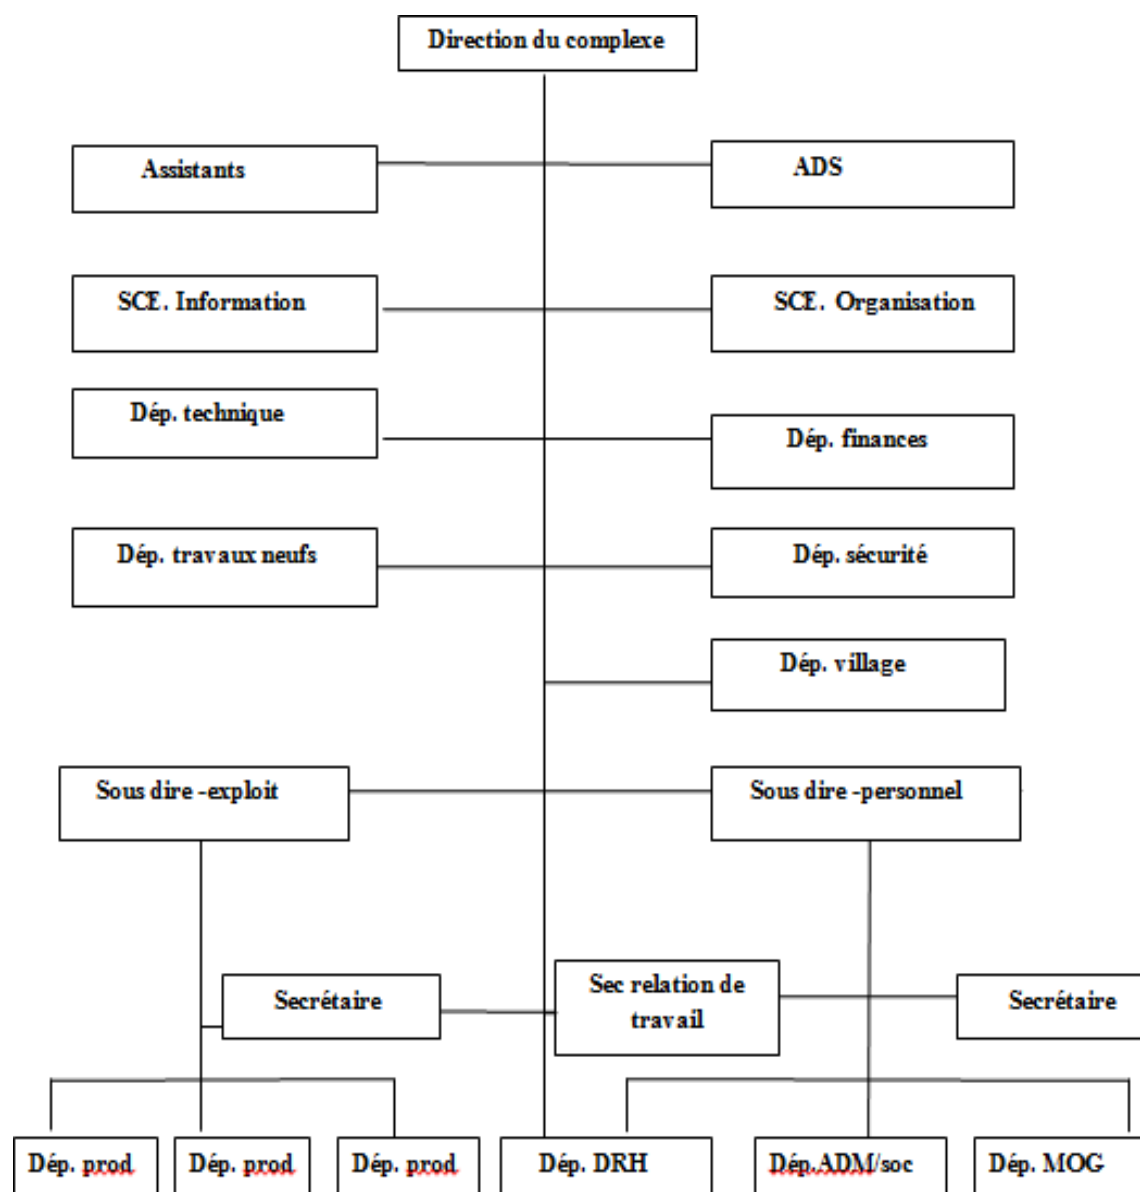 Direction du complexe
Assistants
ADS
SCE. Information
SCE. Organisation
Dép. technique
Dép. finances
Dép. travaux neufs
Dép. sécurité
Dép. village
Sous dire -exploit
Sous dire -personnel
Secrétaire
Sec relation de
travail
Secrétaire
Dép. prod
Dép. prod
Dép. prod
Dép. DRH
Dép.ADM/soc
Dép. MOG